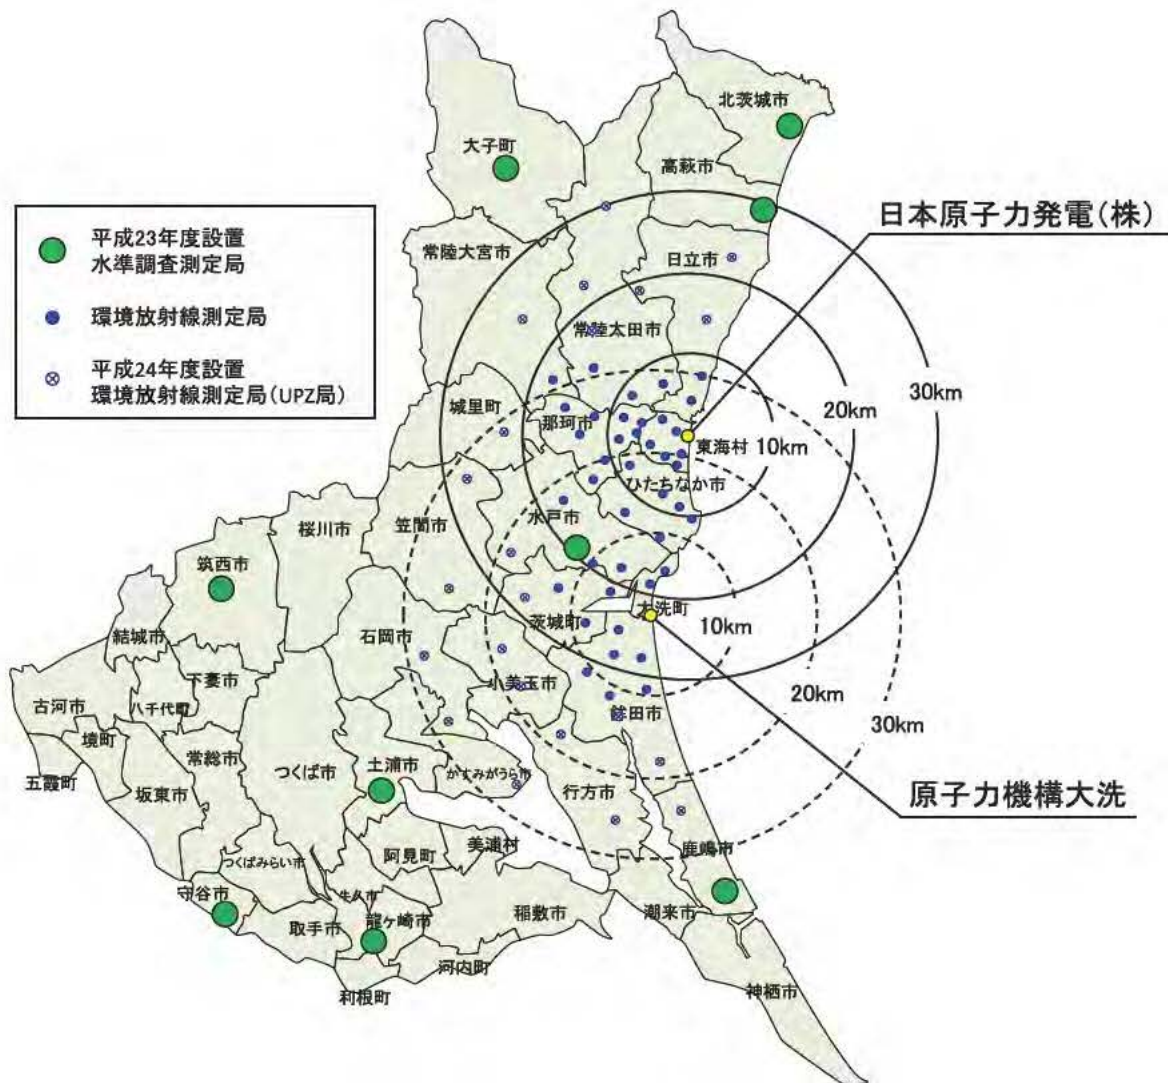 北茨城市
大子町
高萩市
日本原子力発電(株)
平成23年度設置
水準調査測定局
環境放射線測定局
平成24年度設置
環境放射線測定局(UPZ局)
常陸大宮市
日立市
常陸太田市
30km
20km
城里町
那珂市
東海村
10km
ひたちなか市
桜川市
笠間市
水戸市
筑西市
大洗町
茨城町
10km
結城市
石岡市
下妻市
小美玉市
20km
古河市
八千代町
鉾田市
30km
境町
常総市
つくば市
土浦市
かすみがうら市
五霞町
坂東市
行方市
原子力機構大洗
阿見町
美浦村
鹿嶋市
つくばみらい市
守谷市
牛久市
取手市
龍ヶ崎市
稲敷市
潮来市
河内町
利根町
神栖市